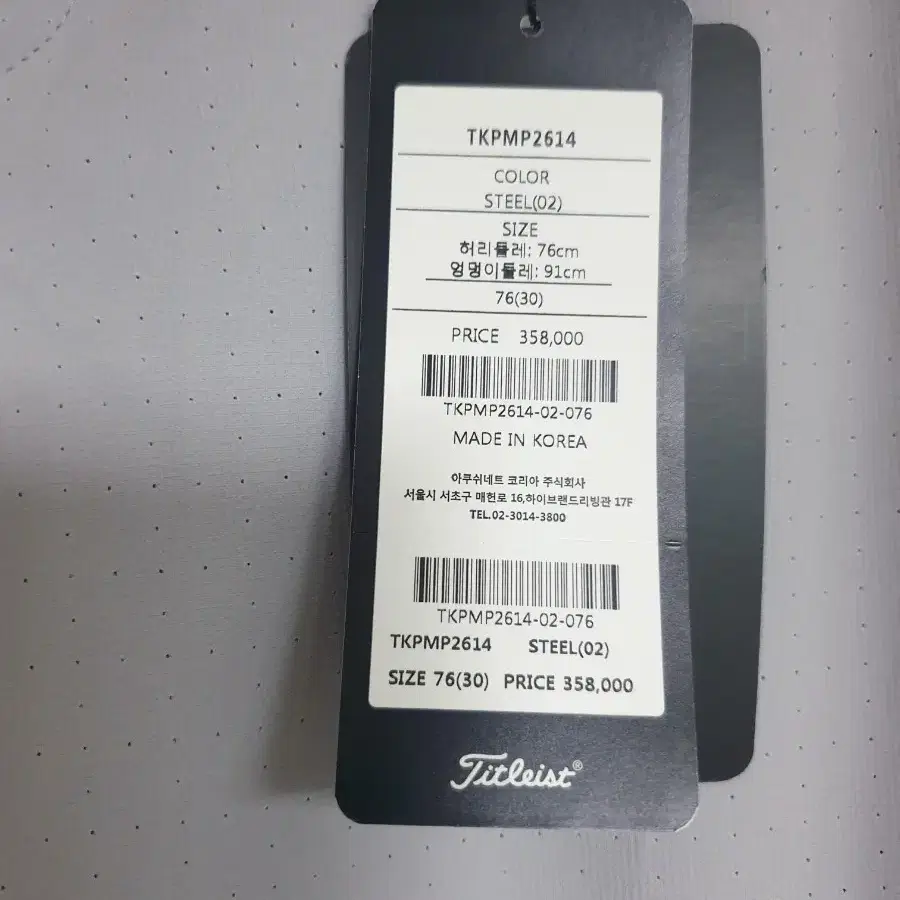 TKPMP2614
COLOR
STEEL(02)
SIZE
허리둘레: 76cm
엉덩이둘레: 91cm
76(30)
PRICE 358,000
TKPMP2614-02-076
MADE IN KOREA
아쿠쉬네트 코리아 주식회사
서울시 서초구 매헌로 16,하이브랜드리빙관 17F
TEL.02-3014-3800
TKPMP2614-02-076
TKPMP2614 STEEL(02)
SIZE 76(30) PRICE 358,000
Titleist®